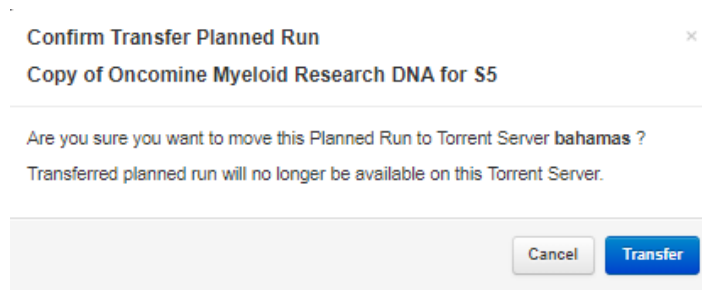 Confirm Transfer Planned Run ×
Copy of Oncomine Myeloid Research DNA for S5
Are you sure you want to move this Planned Run to Torrent Server bahamas ?
Transferred planned run will no longer be available on this Torrent Server.
Cancel Transfer